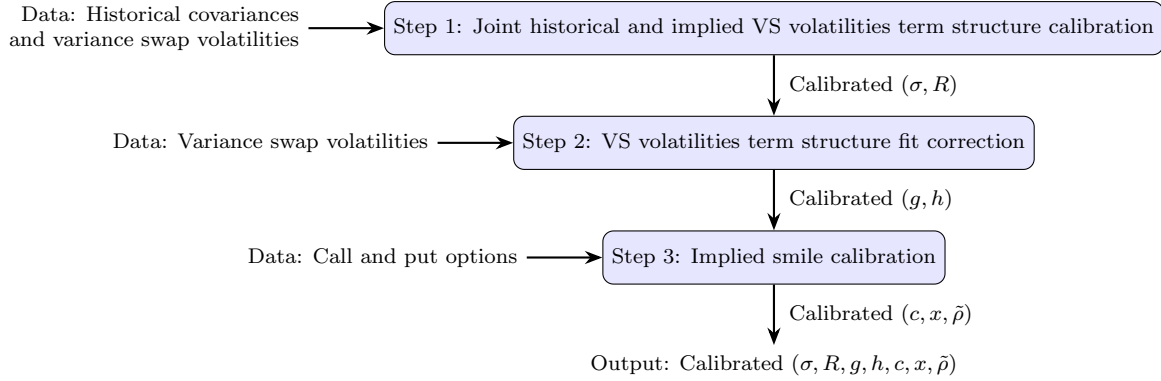 Data: Historical covariances
and variance swap volatilities
Step 1: Joint historical and implied VS volatilities term structure calibration
Calibrated (σ, R)
Data: Variance swap volatilities
Step 2: VS volatilities term structure fit correction
Calibrated (g, h)
Data: Call and put options
Step 3: Implied smile calibration
Calibrated (c, x, ρ̃)
Output: Calibrated (σ, R, g, h, c, x, ρ̃)